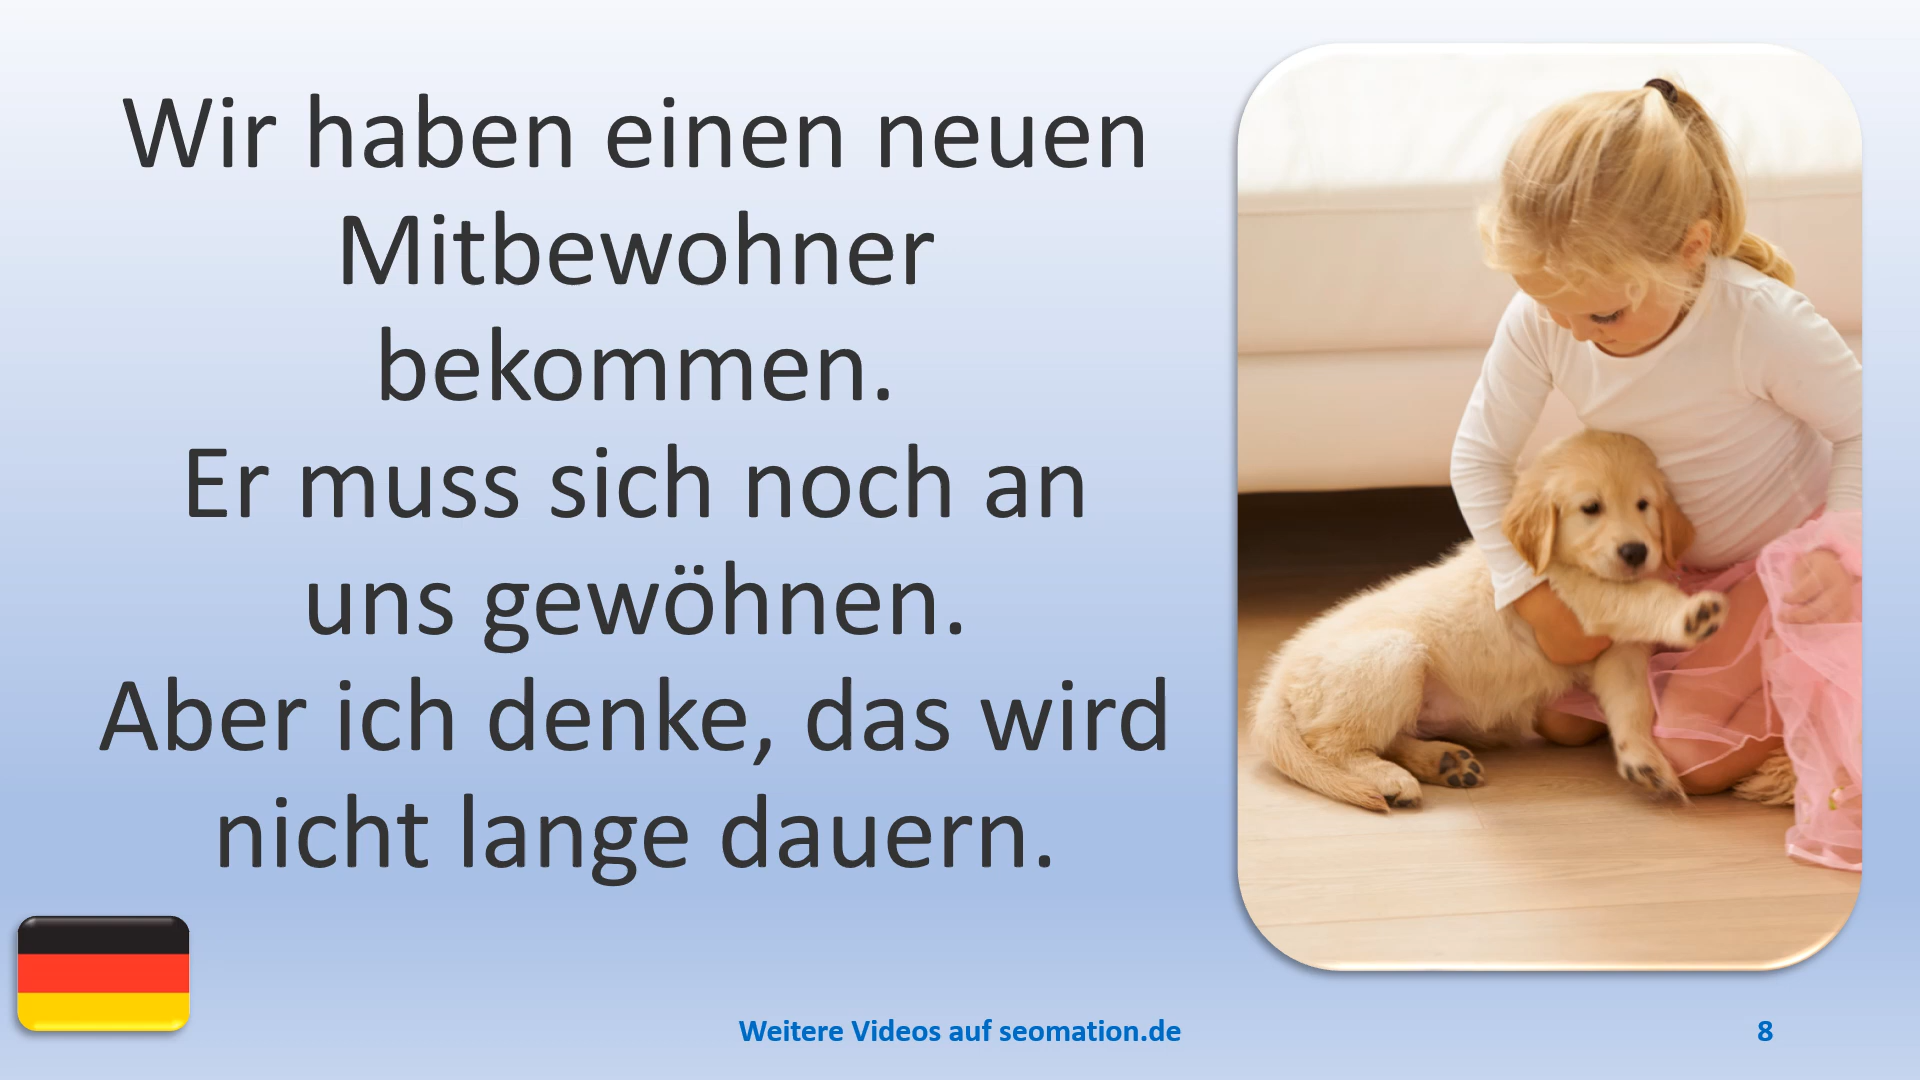 Wir haben einen neuen
Mitbewohner
bekommen.
Er muss sich noch an
uns gewöhnen.
Aber ich denke, das wird
nicht lange dauern.
Weitere Videos auf seomation.de
8